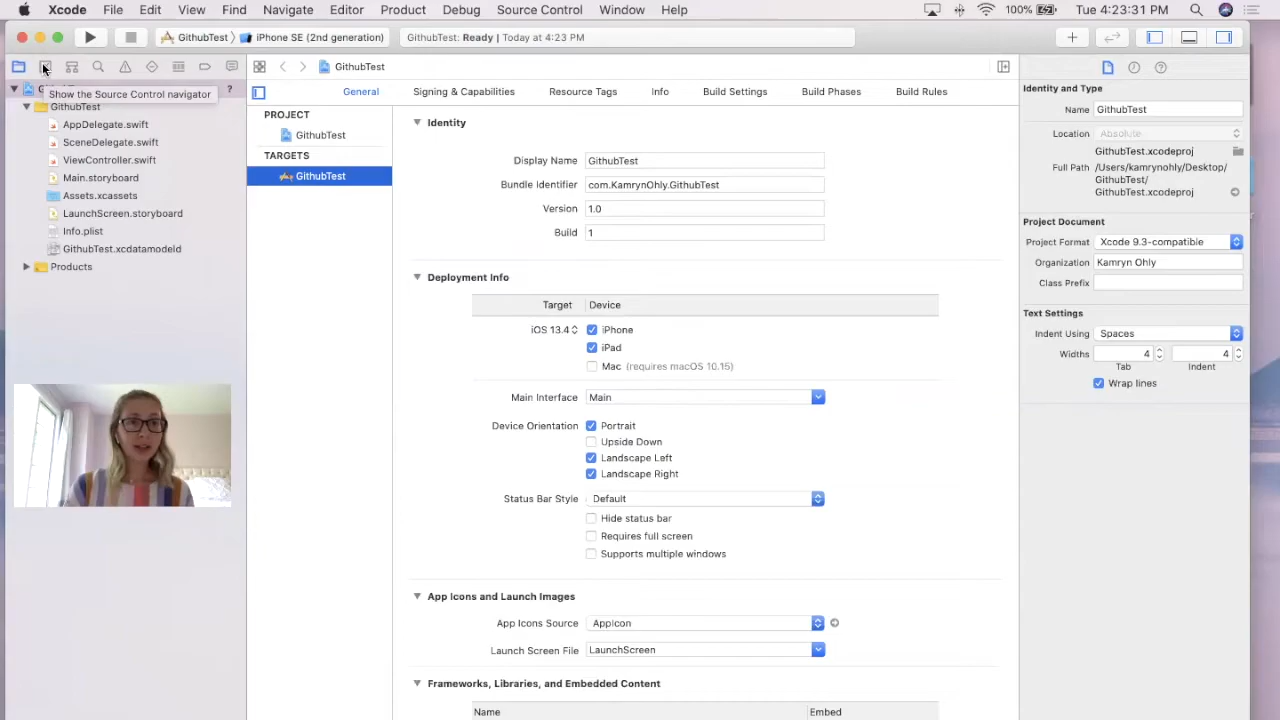 Xcode File Edit View Find Navigate Editor Product Debug Source Control Window Help 100% Tue 4:23:31 PM
GithubTest iPhone SE (2nd generation) GithubTest: Ready | Today at 4:23 PM
GithubTest
G ?
Show the Source Control navigator
GithubTest
AppDelegate.swift
SceneDelegate.swift
ViewController.swift
Main.storyboard
Assets.xcassets
LaunchScreen.storyboard
Info.plist
GithubTest.xcdatamodeld
Products
General Signing & Capabilities Resource Tags Info Build Settings Build Phases Build Rules
PROJECT
GithubTest
TARGETS
GithubTest
Identity
Display Name GithubTest
Bundle Identifier com.KamrynOhly.GithubTest
Version 1.0
Build 1
Deployment Info
Target Device
iOS 13.4 iPhone
iPad
Mac (requires macOS 10.15)
Main Interface Main
Device Orientation Portrait
Upside Down
Landscape Left
Landscape Right
Status Bar Style Default
Hide status bar
Requires full screen
Supports multiple windows
App Icons and Launch Images
App Icons Source AppIcon
Launch Screen File LaunchScreen
Frameworks, Libraries, and Embedded Content
Name Embed
Identity and Type
Name GithubTest
Location Absolute
GithubTest.xcodeproj
Full Path /Users/kamrynohly/Desktop/
GithubTest/
GithubTest.xcodeproj
Project Document
Project Format Xcode 9.3-compatible
Organization Kamryn Ohly
Class Prefix
Text Settings
Indent Using Spaces
Widths 4 4
Tab Indent
Wrap lines